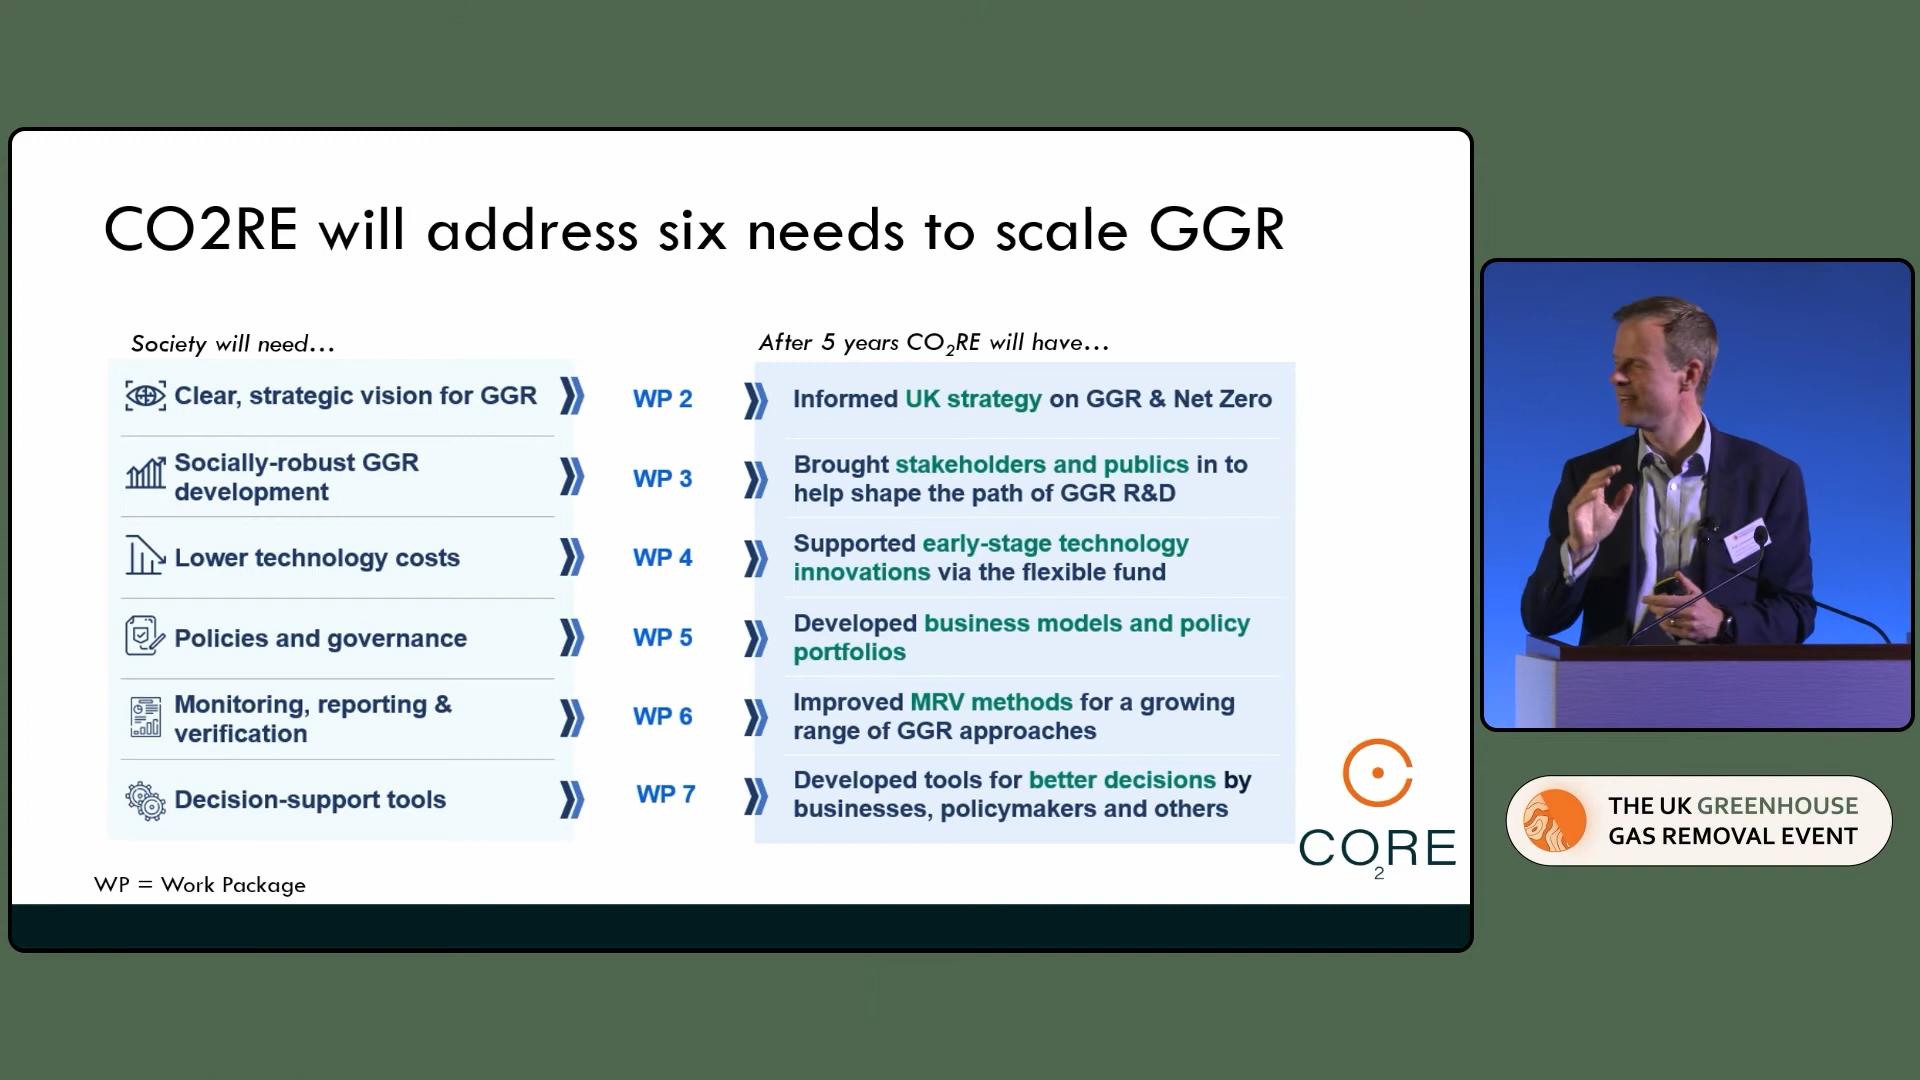 CO2RE will address six needs to scale GGR
Society will need...
After 5 years CO2RE will have...
Clear, strategic vision for GGR
WP 2
Informed UK strategy on GGR & Net Zero
Socially-robust GGR
development
WP 3
Brought stakeholders and publics in to
help shape the path of GGR R&D
Lower technology costs
WP 4
Supported early-stage technology
innovations via the flexible fund
Policies and governance
WP 5
Developed business models and policy
portfolios
Monitoring, reporting &
verification
WP 6
Improved MRV methods for a growing
range of GGR approaches
Decision-support tools
WP 7
Developed tools for better decisions by
businesses, policymakers and others
WP = Work Package
CO2RE
THE UK GREENHOUSE
GAS REMOVAL EVENT